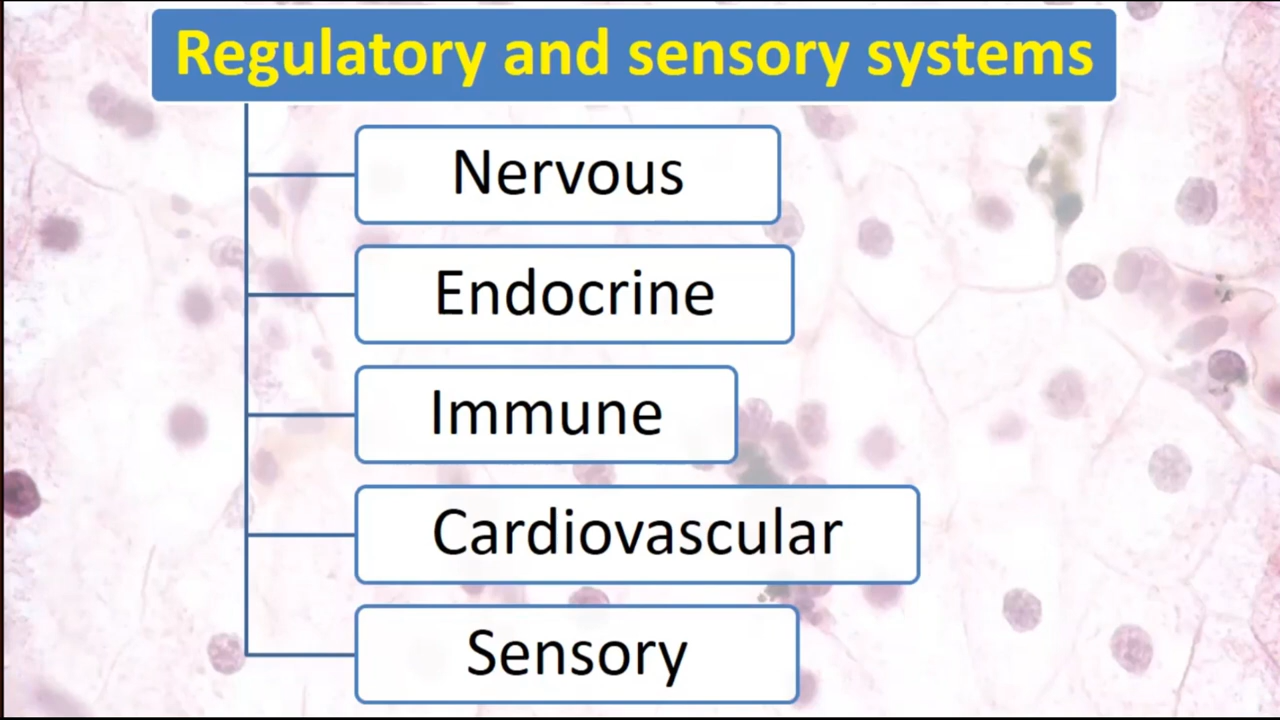 Regulatory and sensory systems
Nervous
Endocrine
Immune
Cardiovascular
Sensory